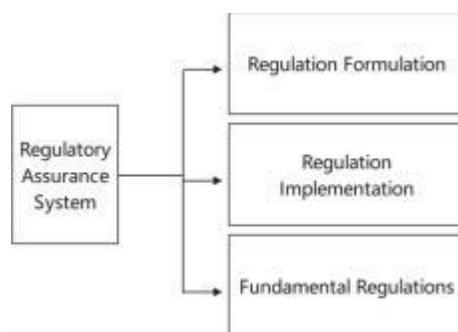 Regulatory
Assurance
System
Regulation Formulation
Regulation
Implementation
Fundamental Regulations